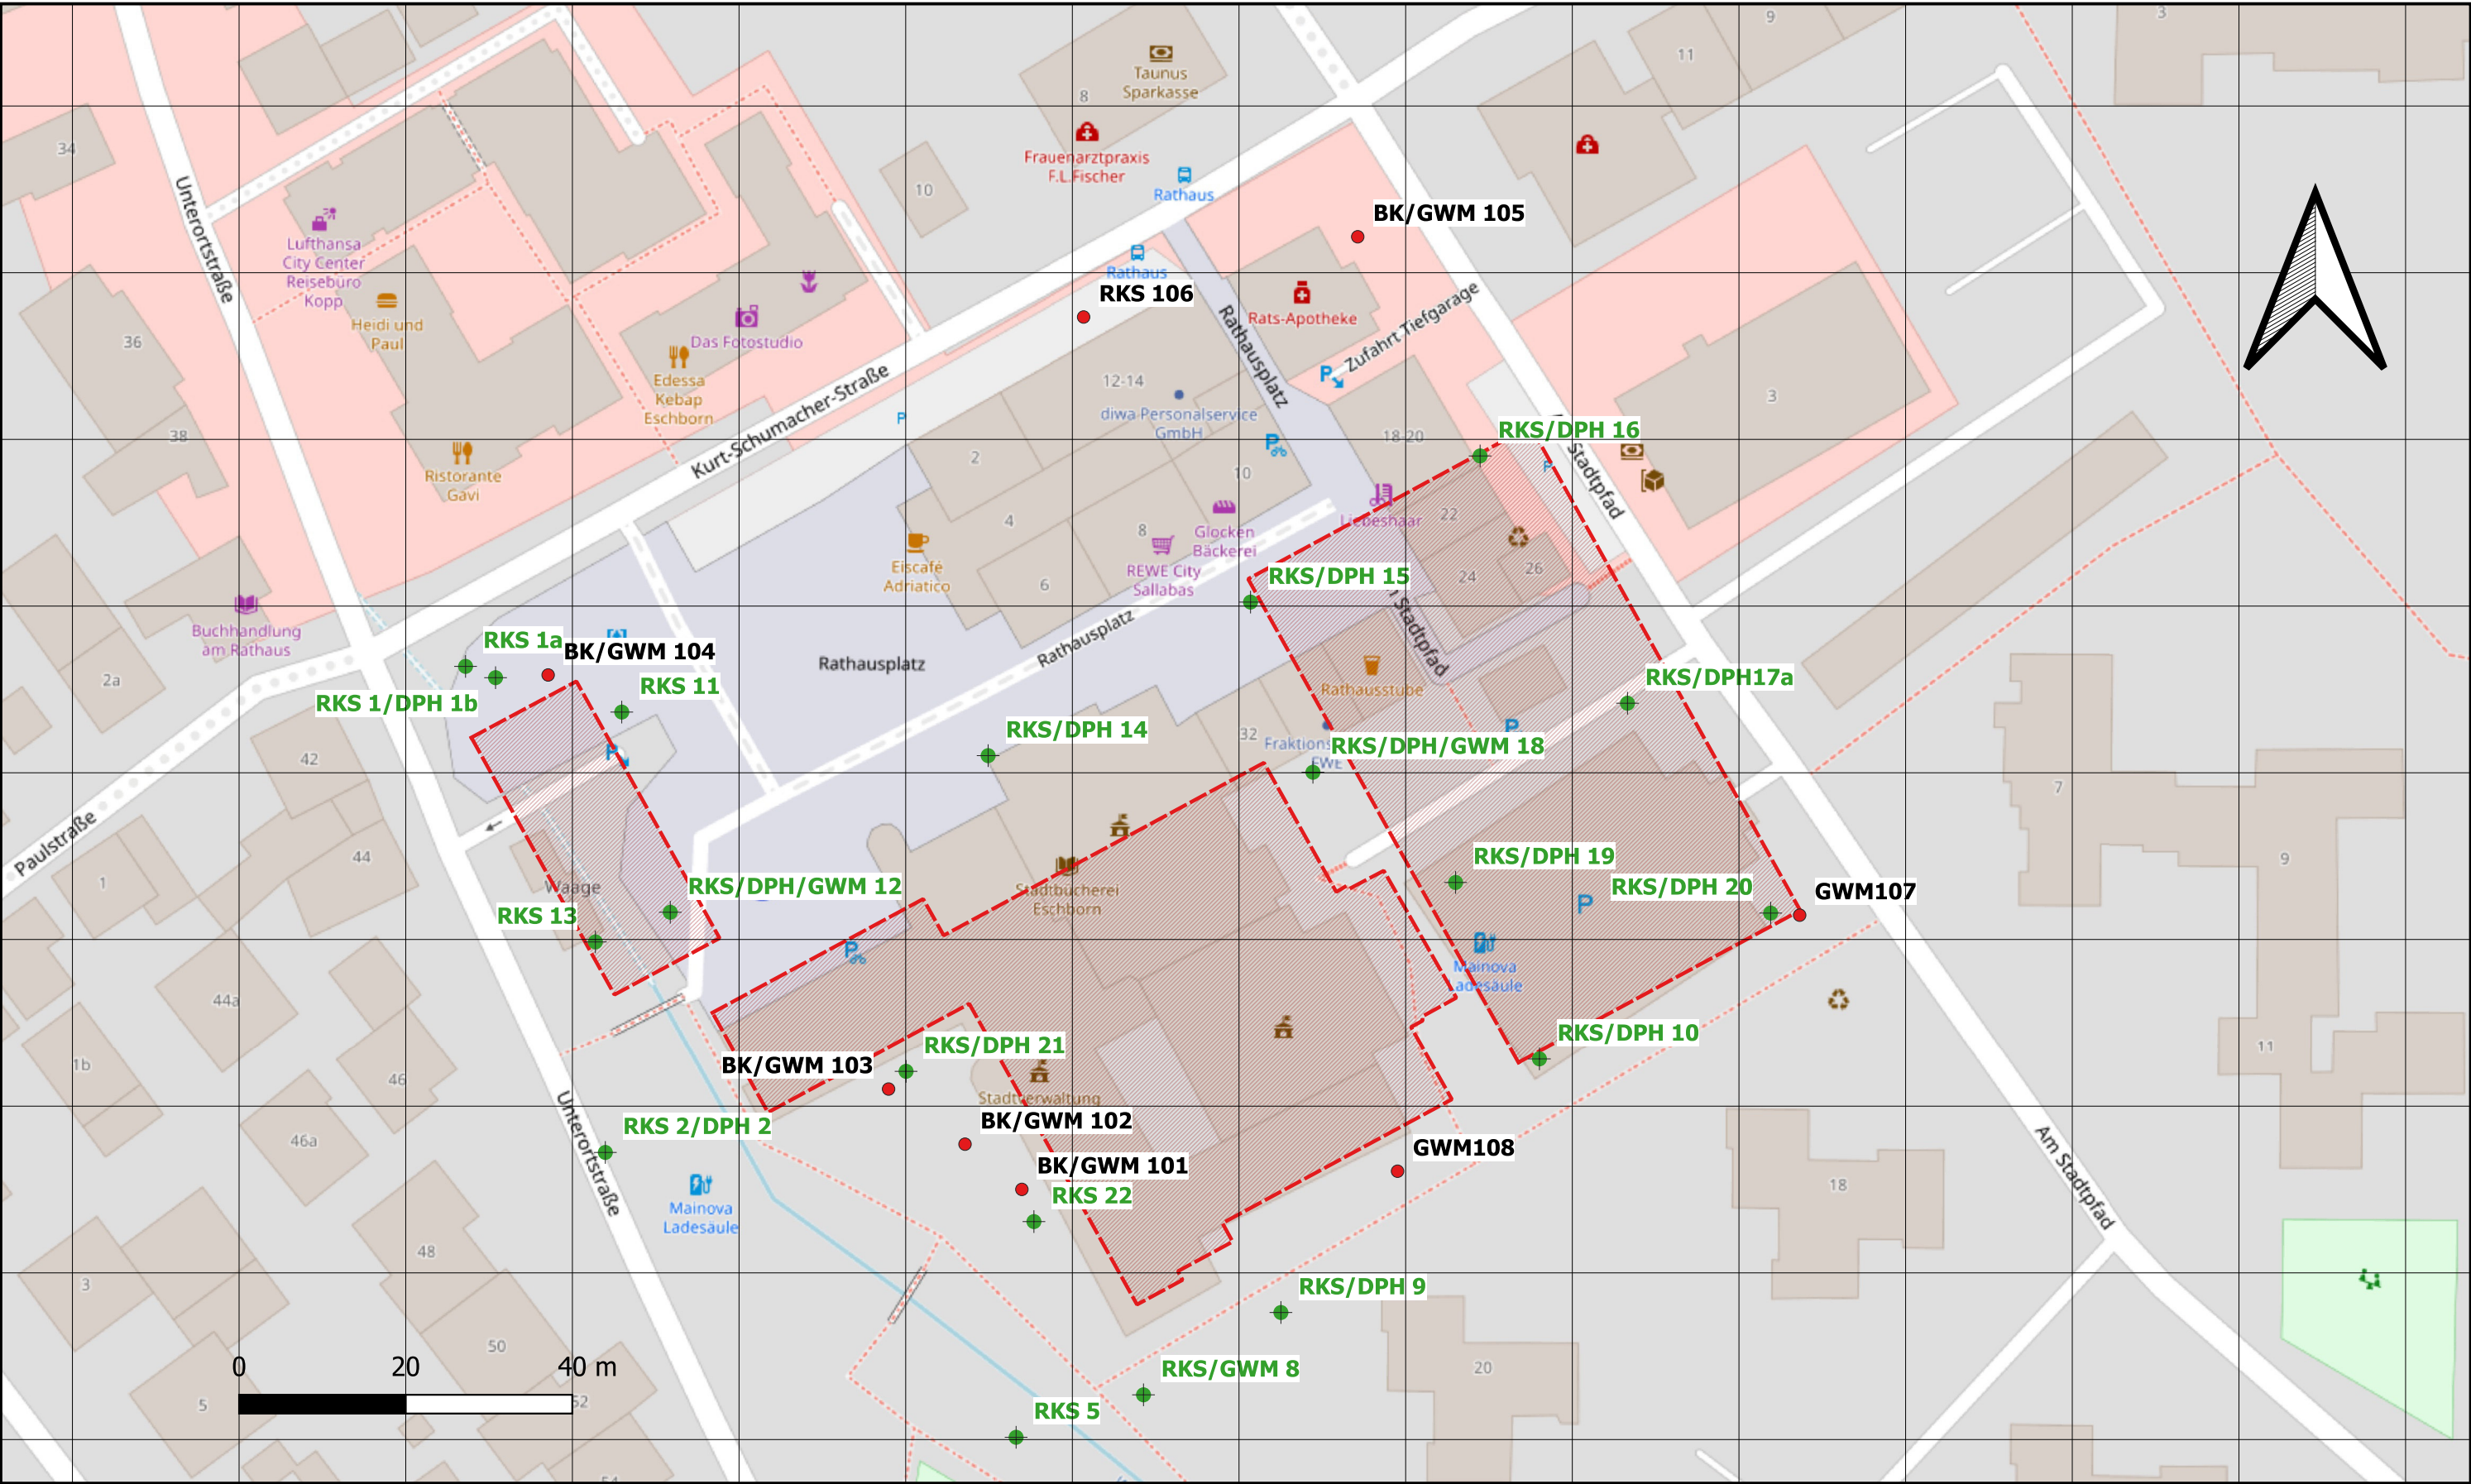 3
9
11
Taunus
Sparkasse
8
34
Frauenarztpraxis
F.L.Fischer
Rathaus
10
BK/GWM 105
Unterortstraße
Lufthansa
City Center
Reisebüro
Kopp
Rathaus
RKS 106
Heidi und
Paul
36
Das Fotostudio
Rats-Apotheke
Zufahrt Tiefgarage
Rathausplatz
Edessa
Kebap
Eschborn
12-14
diwa Personalservice
GmbH
3
P
P
38
Kurt-Schumacher-Straße
18-20
RKS/DPH 16
P
P
2
10
Ristorante
Gavi
Stadtpfad
Liebeshaar
22
4
8
Glocken
Bäckerei
Eiscafé
Adriatico
REWE City
Sallabas
6
RKS/DPH 15
24
26
Buchhandlung
am Rathaus
RKS 1a
BK/GWM 104
Rathausplatz
Rathausplatz
Stadtpfad
2a
RKS 11
Rathausstube
RKS/DPH17a
RKS 1/DPH 1b
RKS/DPH 14
32
P
Fraktions
RKS/DPH/GWM 18
FWE
42
P
7
Paulstraße
44
1
Waage
RKS/DPH/GWM 12
RKS 13
Stadtbücherei
Eschborn
RKS/DPH 19
RKS/DPH 20
GWM107
P
9
P
Mainova
Ladesäule
44a
RKS/DPH 21
RKS/DPH 10
BK/GWM 103
1b
46
Stadtverwaltung
11
Unterortstraße
RKS 2/DPH 2
BK/GWM 102
46a
BK/GWM 101
GWM108
Am Stadtpfad
RKS 22
18
Mainova
Ladesäule
48
3
RKS/DPH 9
50
0 20 40 m
RKS/GWM 8
20
5
52
RKS 5
54